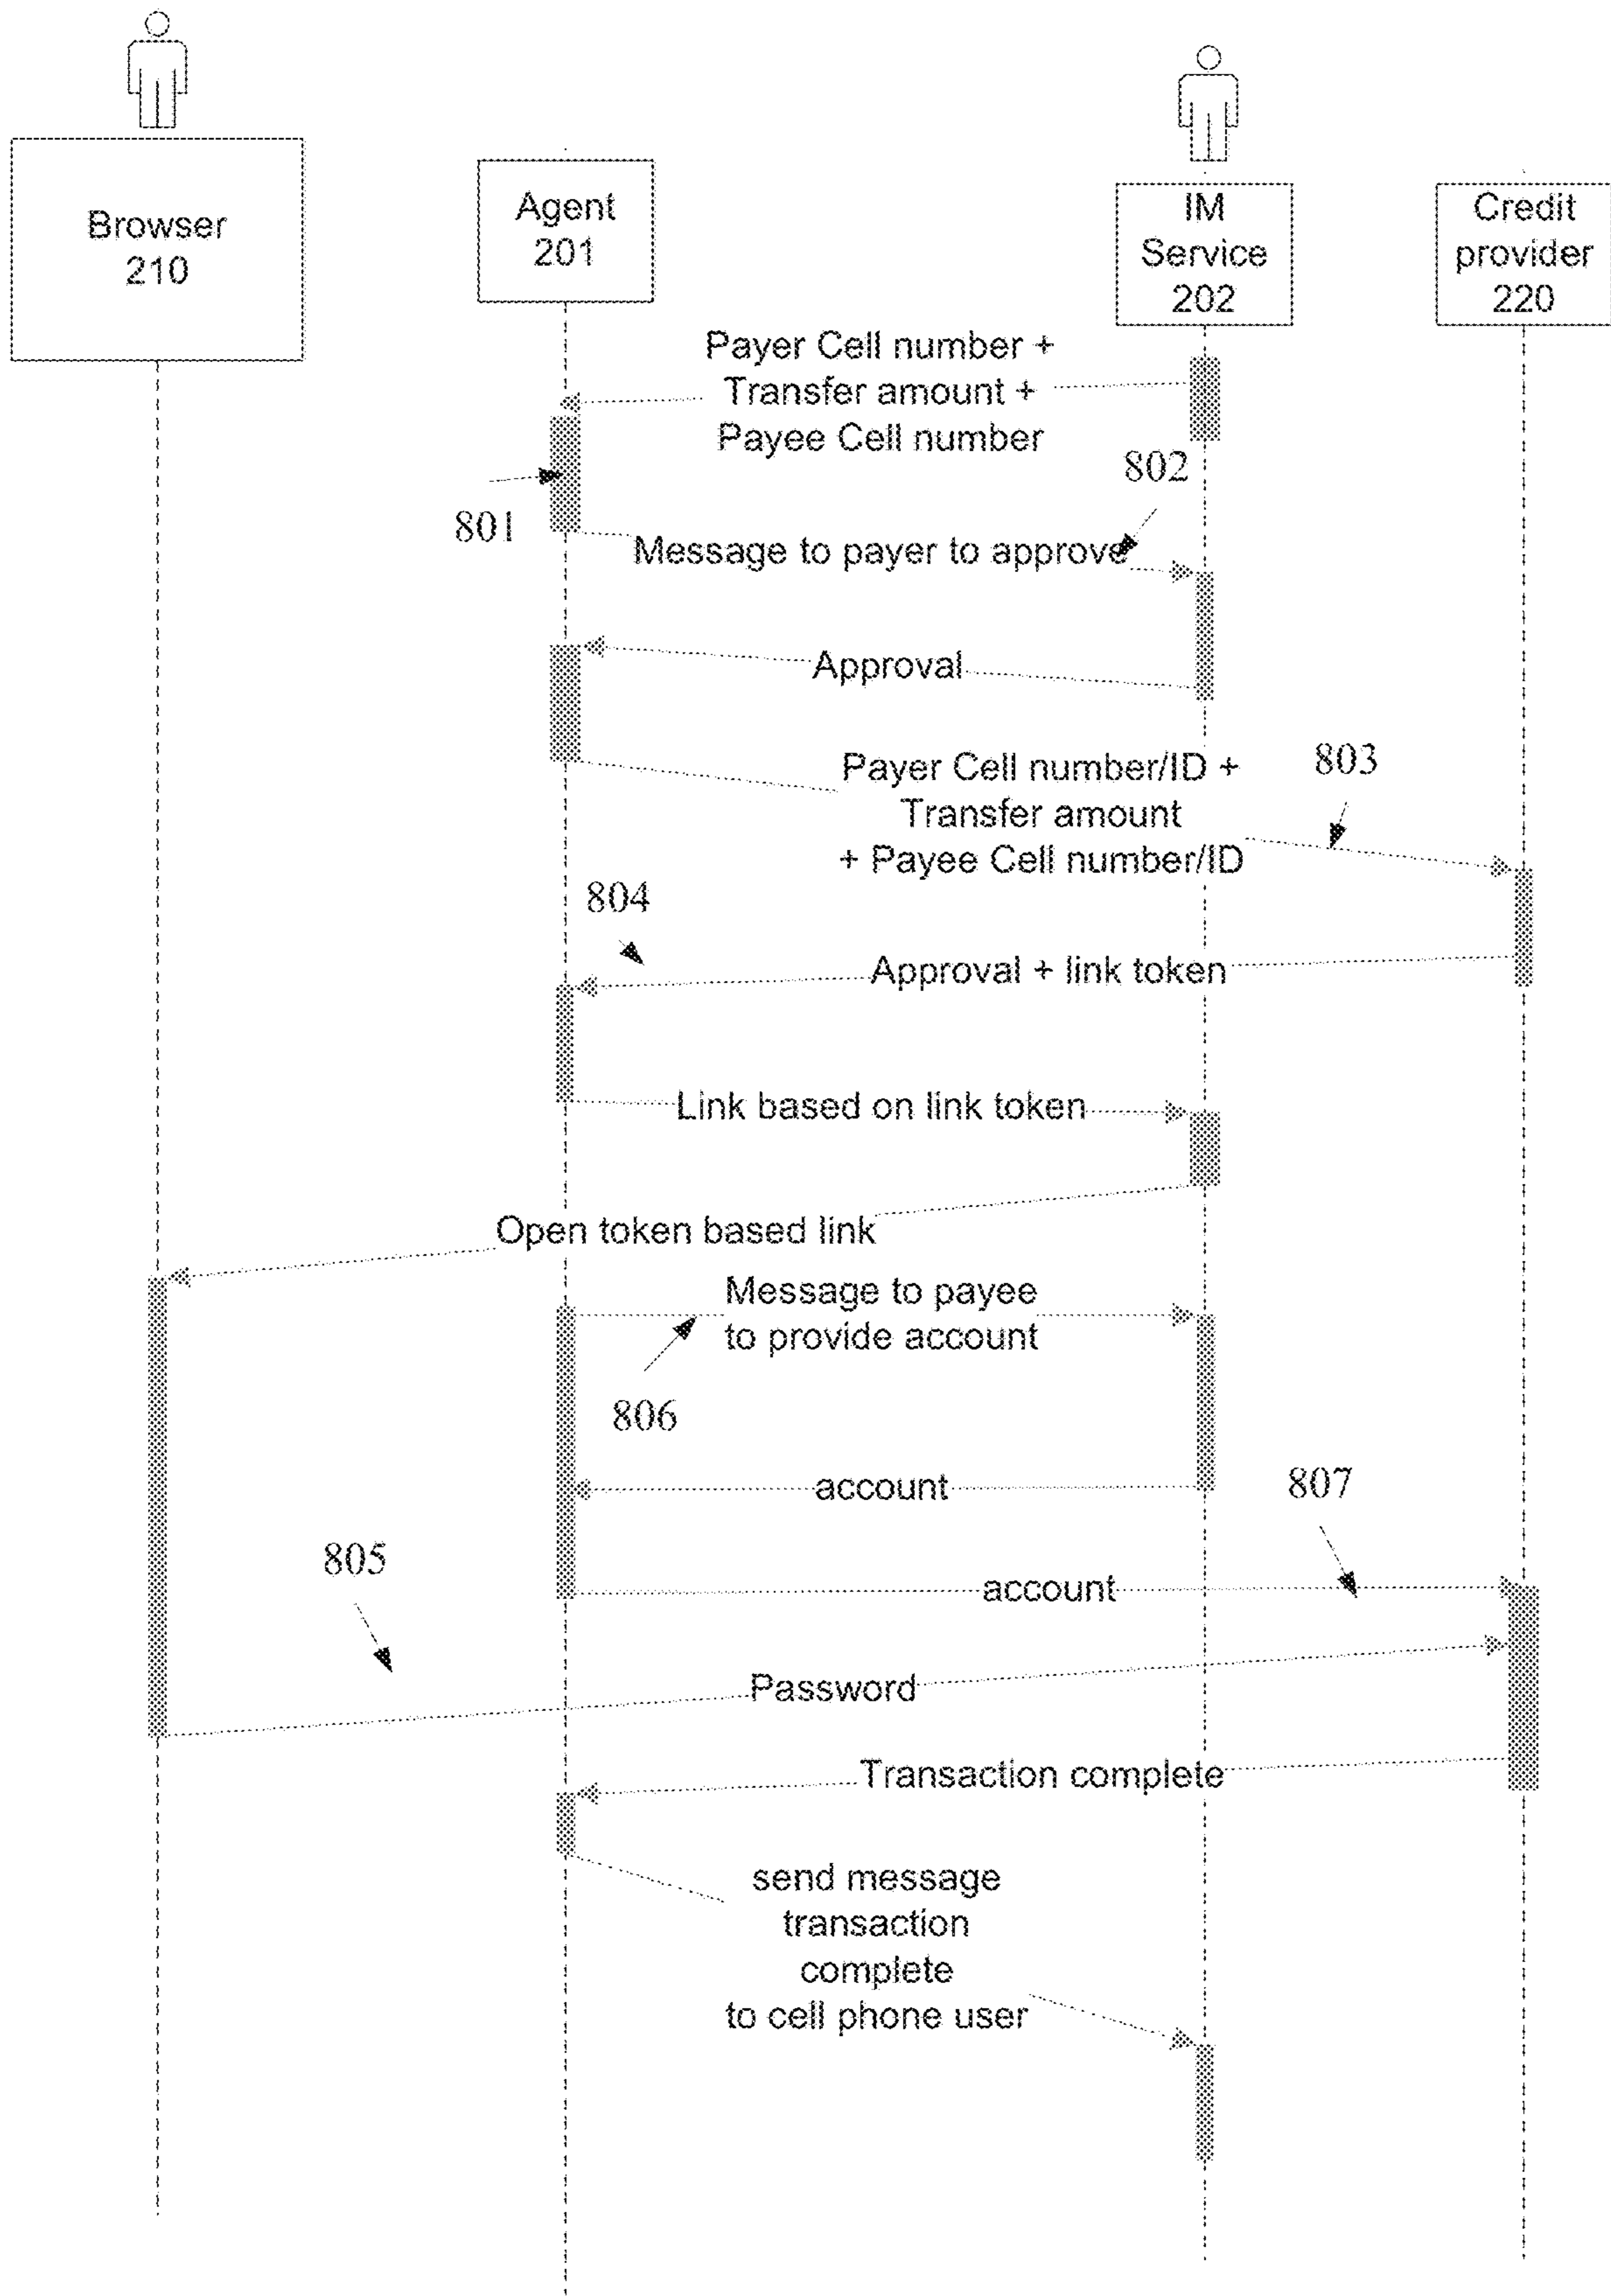 Browser
210
Agent
201
IM
Service
202
Credit
provider
220
Payer Cell number +
Transfer amount +
Payee Cell number
802
801
Message to payer to approve
Approval
Payer Cell number/ID +
Transfer amount
+ Payee Cell number/ID
803
804
Approval + link token
Link based on link token
Open token based link
Message to payee
to provide account
806
account
807
805
account
Password
Transaction complete
send message
transaction
complete
to cell phone user